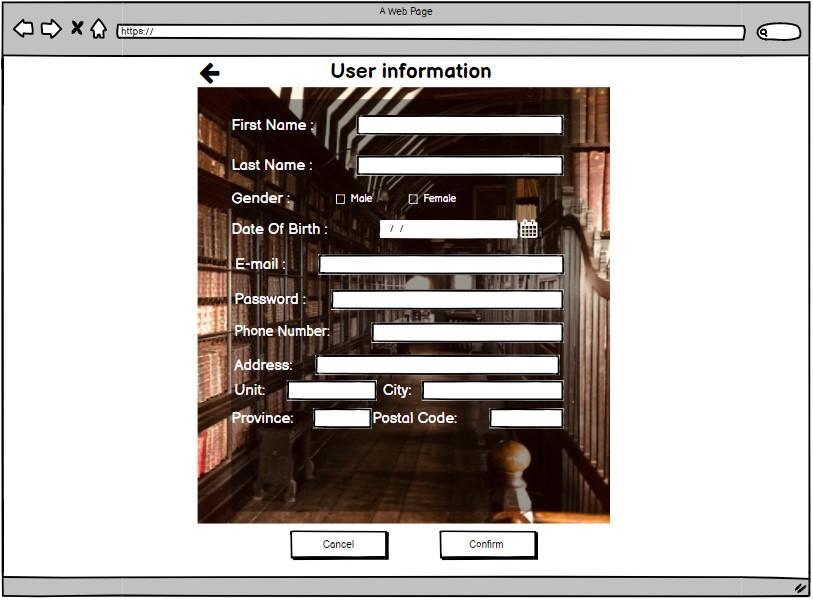 A Web Page
https://
User information
First Name :
Last Name :
Gender : Male Female
Date Of Birth : / /
E-mail :
Password :
Phone Number:
Address:
Unit: City:
Province: Postal Code:
Cancel Confirm